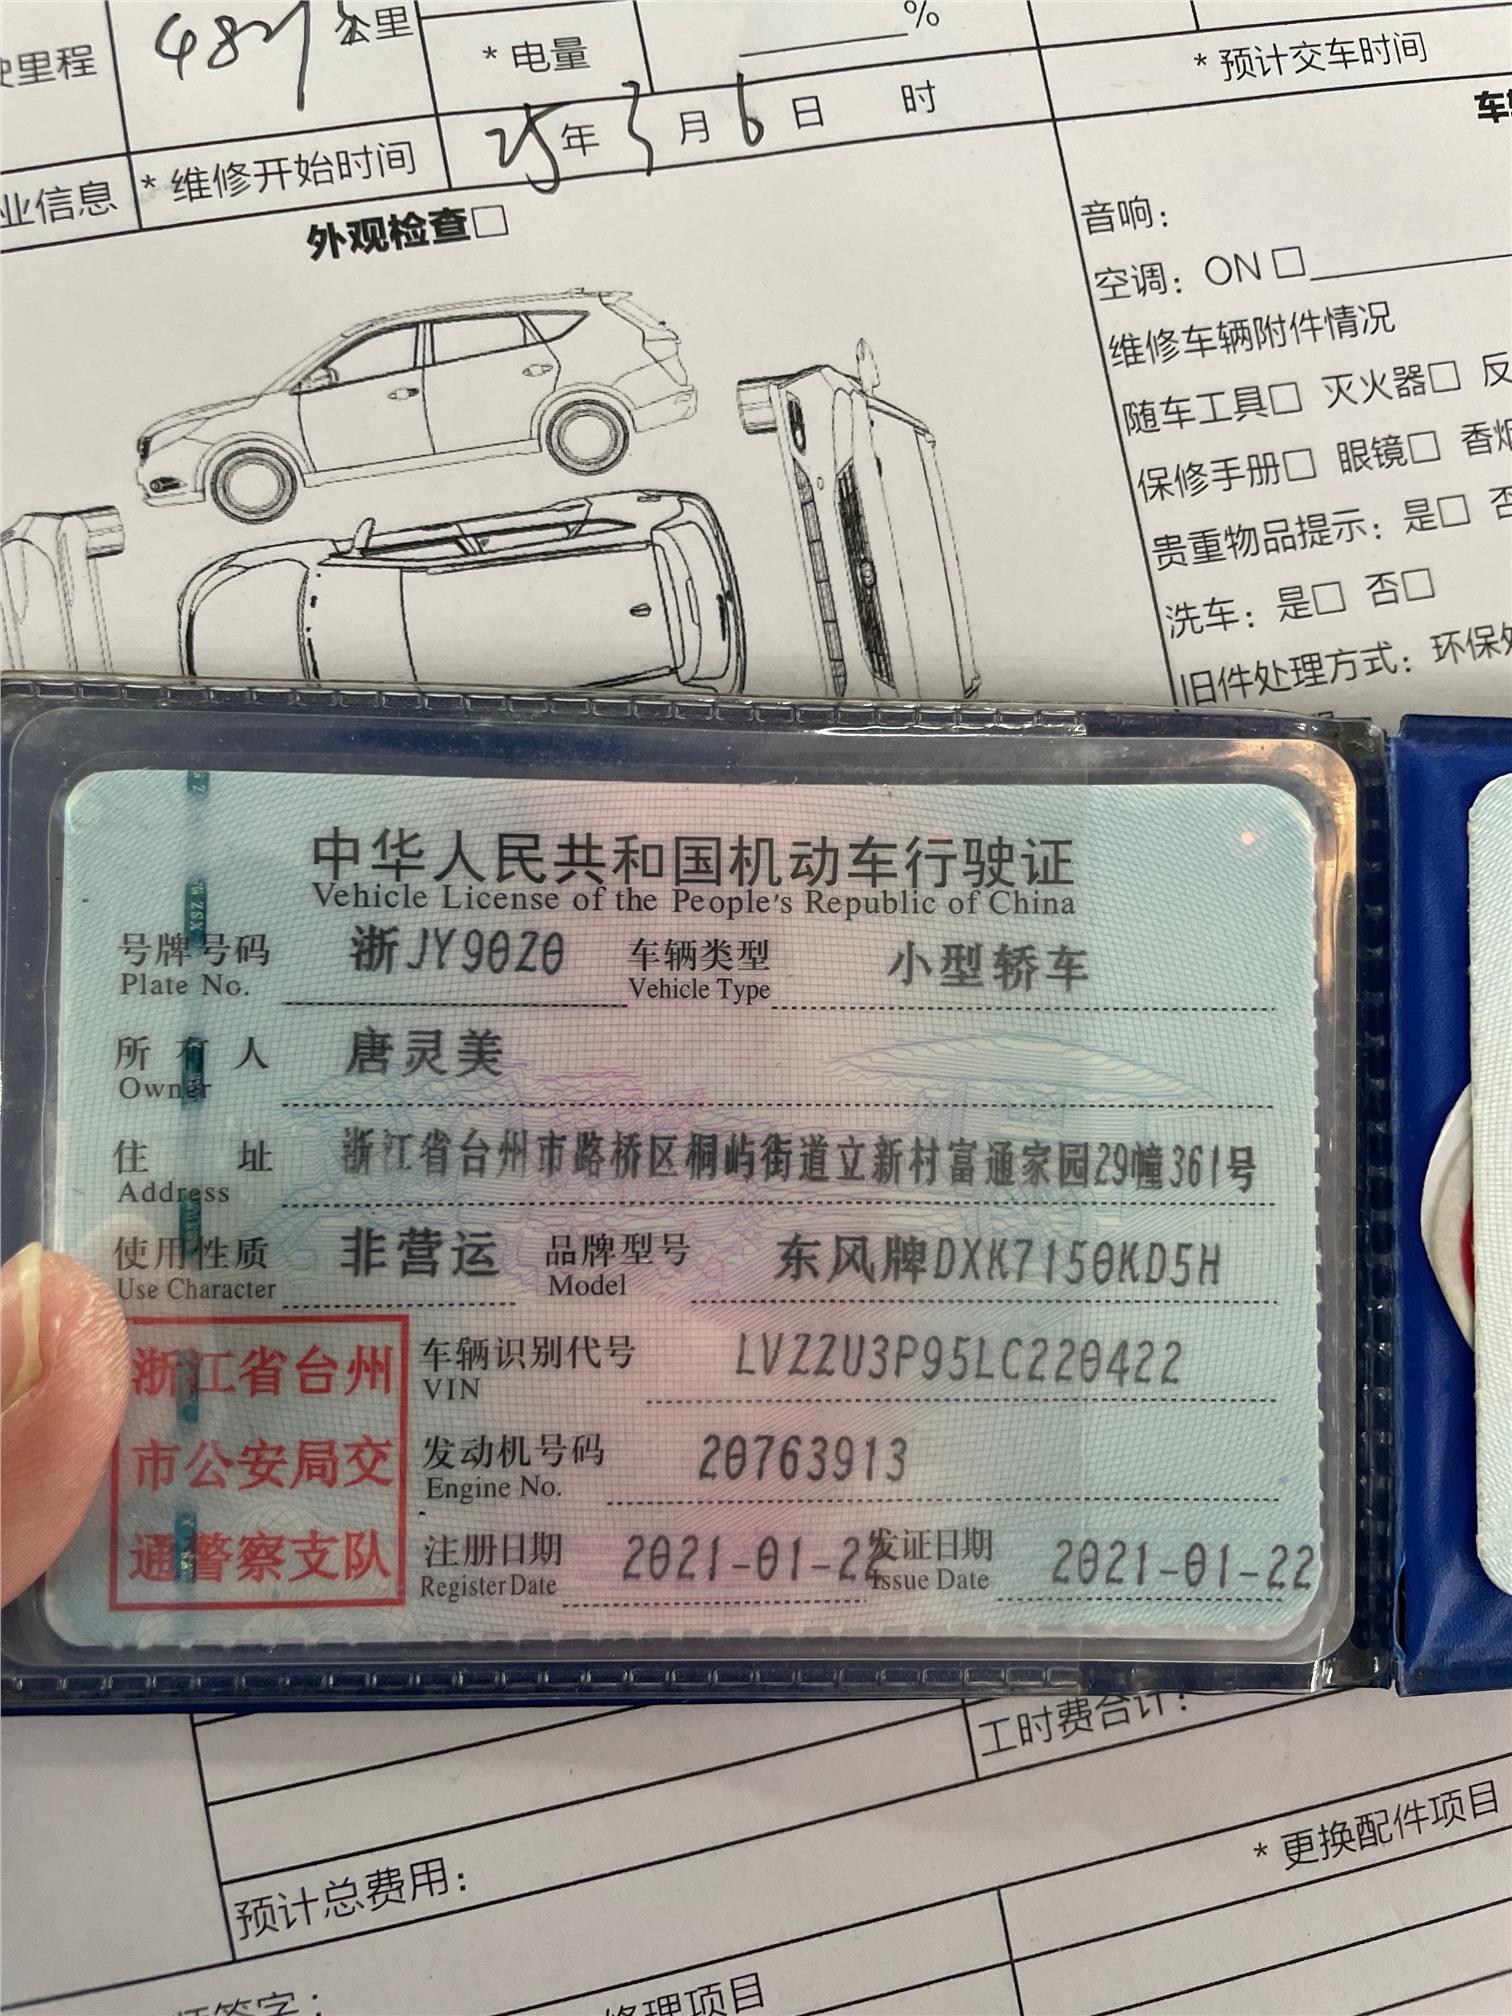 驶里程 公里 * 电量 % * 预计交车时间
业信息 * 维修开始时间 25年3月6日 时
外观检查□
音响：
空调：ON □
维修车辆附件情况
随车工具□ 灭火器□ 反
保修手册□ 眼镜□ 香烟
贵重物品提示：是□ 否
洗车：是□ 否□
旧件处理方式：环保处
中华人民共和国机动车行驶证
Vehicle License of the People's Republic of China
号牌号码 浙JY90Z0 车辆类型 小型轿车
Plate No. Vehicle Type
所有人 唐灵美
Owner
住址 浙江省台州市路桥区桐屿街道立新村富通家园29幢361号
Address
使用性质 非营运 品牌型号 东风牌DXK7150KD5H
Use Character Model
浙江省台州 车辆识别代号 LVZZU3P95LC220422
VIN
市公安局交 发动机号码 20763913
Engine No.
通警察支队 注册日期 2021-01-22 发证日期 2021-01-22
Register Date Issue Date
工时费合计：
* 更换配件项目
预计总费用：
签字： 修理项目